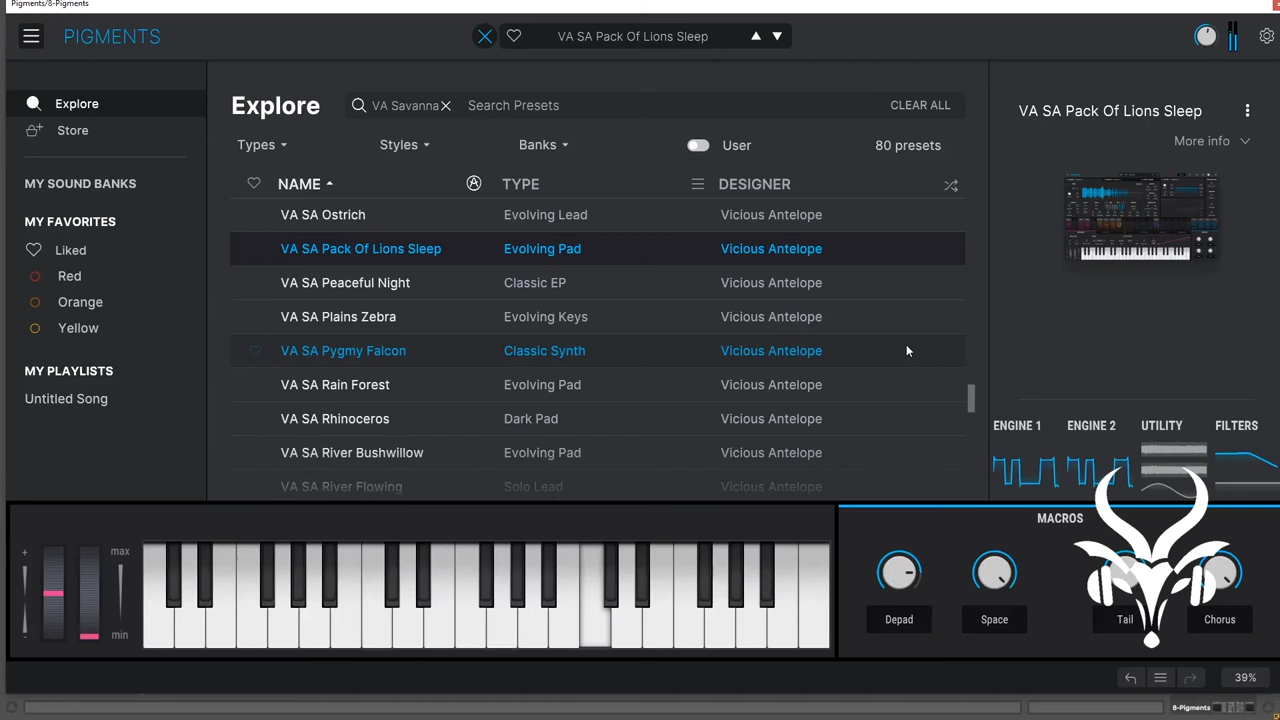 Pigments/8-Pigments
PIGMENTS
VA SA Pack Of Lions Sleep
Explore
Store
MY SOUND BANKS
MY FAVORITES
Liked
Red
Orange
Yellow
MY PLAYLISTS
Untitled Song
Explore
VA Savanna
Search Presets
CLEAR ALL
Types
Styles
Banks
User
80 presets
NAME
TYPE
DESIGNER
VA SA Ostrich Evolving Lead Vicious Antelope
VA SA Pack Of Lions Sleep Evolving Pad Vicious Antelope
VA SA Peaceful Night Classic EP Vicious Antelope
VA SA Plains Zebra Evolving Keys Vicious Antelope
VA SA Pygmy Falcon Classic Synth Vicious Antelope
VA SA Rain Forest Evolving Pad Vicious Antelope
VA SA Rhinoceros Dark Pad Vicious Antelope
VA SA River Bushwillow Evolving Pad Vicious Antelope
VA SA River Flowing Solo Lead Vicious Antelope
VA SA Pack Of Lions Sleep
More info
ENGINE 1 ENGINE 2 UTILITY FILTERS
+
-
max
min
MACROS
Depad
Space
Tail
Chorus
39%
8-Pigments